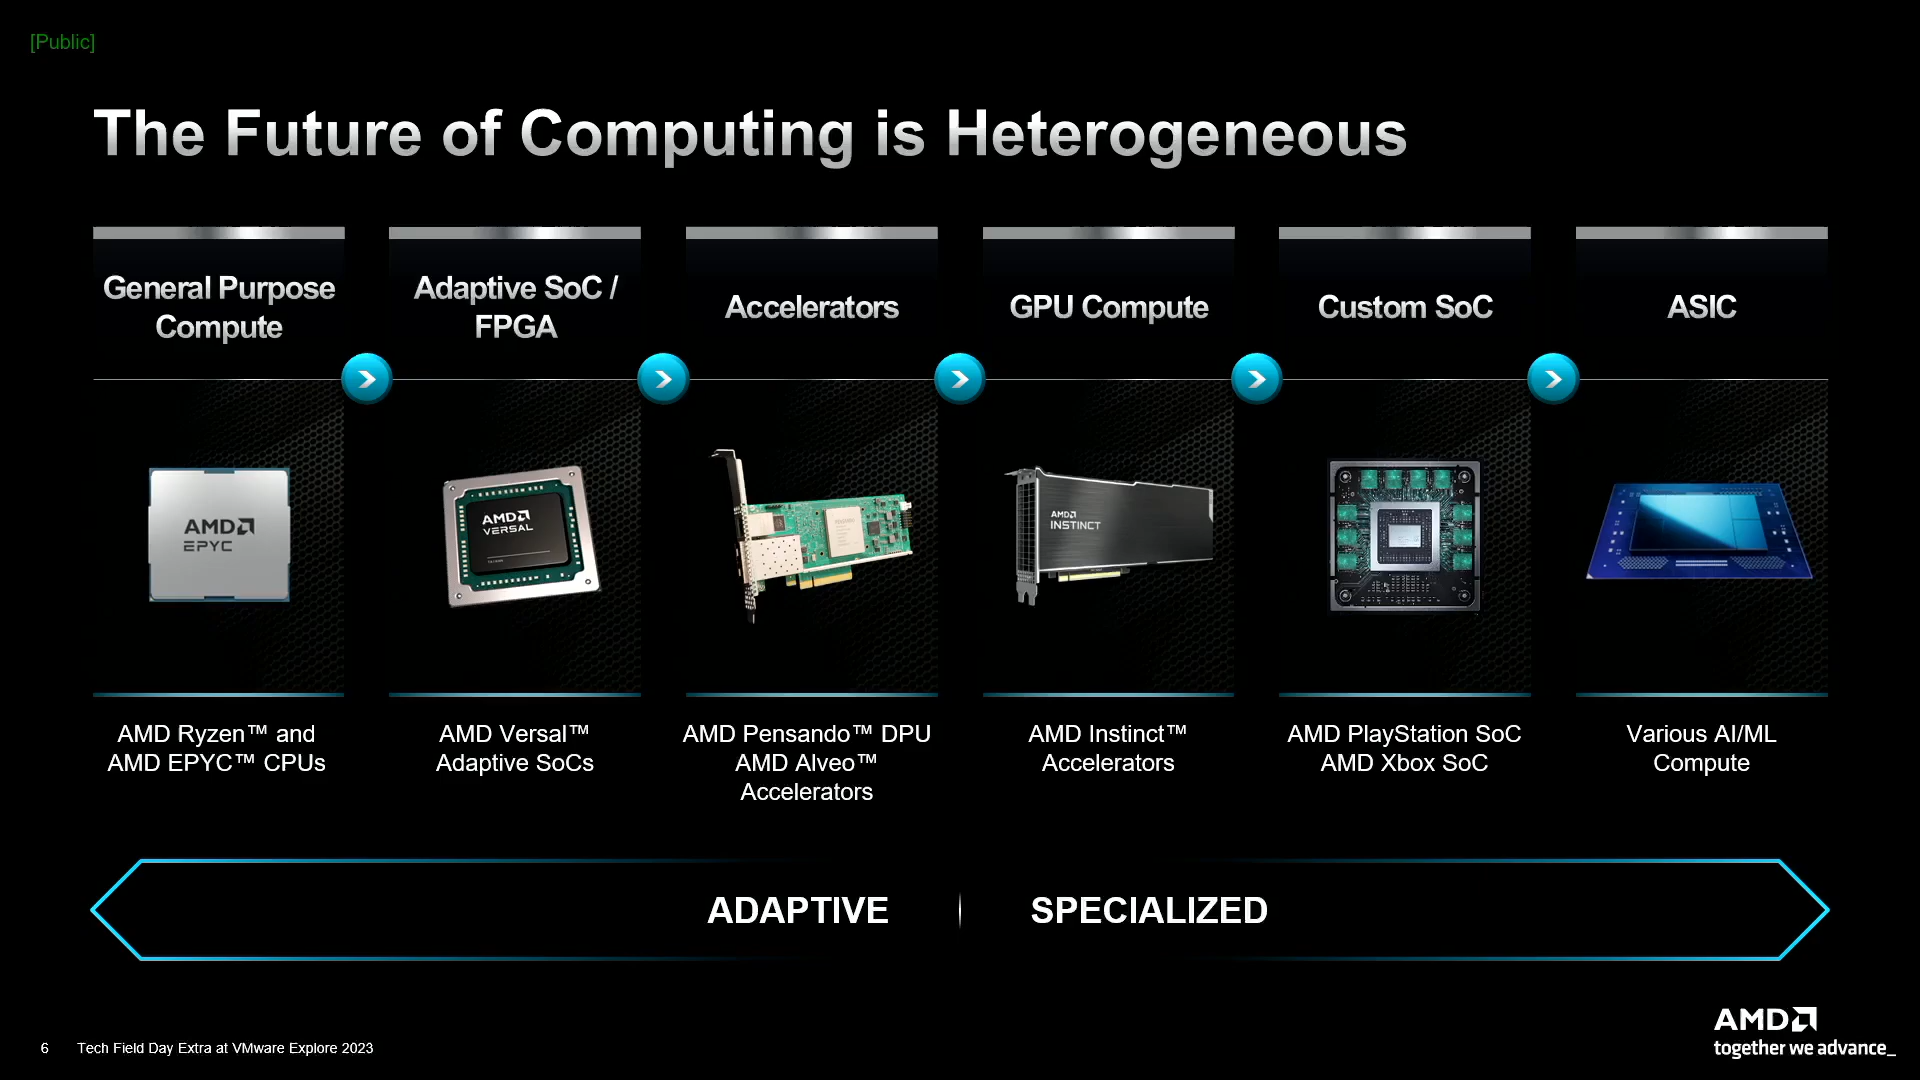 [Public]
The Future of Computing is Heterogeneous
General Purpose
Compute
Adaptive SoC /
FPGA
Accelerators
GPU Compute
Custom SoC
ASIC
AMD
EPYC
AMD
VERSAL
AMD
INSTINCT
AMD Ryzen™ and
AMD EPYC™ CPUs
AMD Versal™
Adaptive SoCs
AMD Pensando™ DPU
AMD Alveo™
Accelerators
AMD Instinct™
Accelerators
AMD PlayStation SoC
AMD Xbox SoC
Various AI/ML
Compute
ADAPTIVE
SPECIALIZED
6
Tech Field Day Extra at VMware Explore 2023
AMD
together we advance_